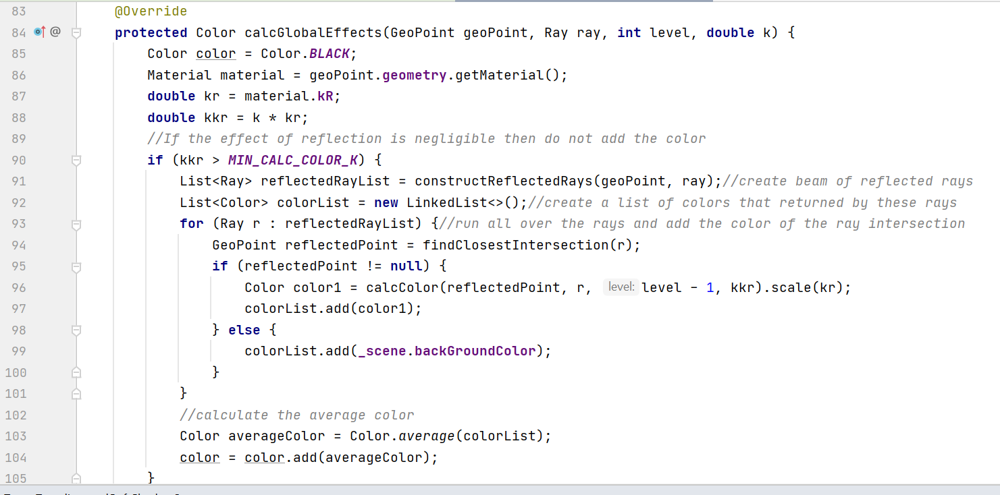 83 @Override
84 @ protected Color calcGlobalEffects(GeoPoint geoPoint, Ray ray, int level, double k) {
85 Color color = Color.BLACK;
86 Material material = geoPoint.geometry.getMaterial();
87 double kr = material.kR;
88 double kkr = k * kr;
89 //If the effect of reflection is negligible then do not add the color
90 if (kkr > MIN_CALC_COLOR_K) {
91 List<Ray> reflectedRayList = constructReflectedRays(geoPoint, ray);//create beam of reflected rays
92 List<Color> colorList = new LinkedList<>();//create a list of colors that returned by these rays
93 for (Ray r : reflectedRayList) {//run all over the rays and add the color of the ray intersection
94 GeoPoint reflectedPoint = findClosestIntersection(r);
95 if (reflectedPoint != null) {
96 Color color1 = calcColor(reflectedPoint, r, level: level - 1, kkr).scale(kr);
97 colorList.add(color1);
98 } else {
99 colorList.add(_scene.backGroundColor);
100 }
101 }
102 //calculate the average color
103 Color averageColor = Color.average(colorList);
104 color = color.add(averageColor);
105 }